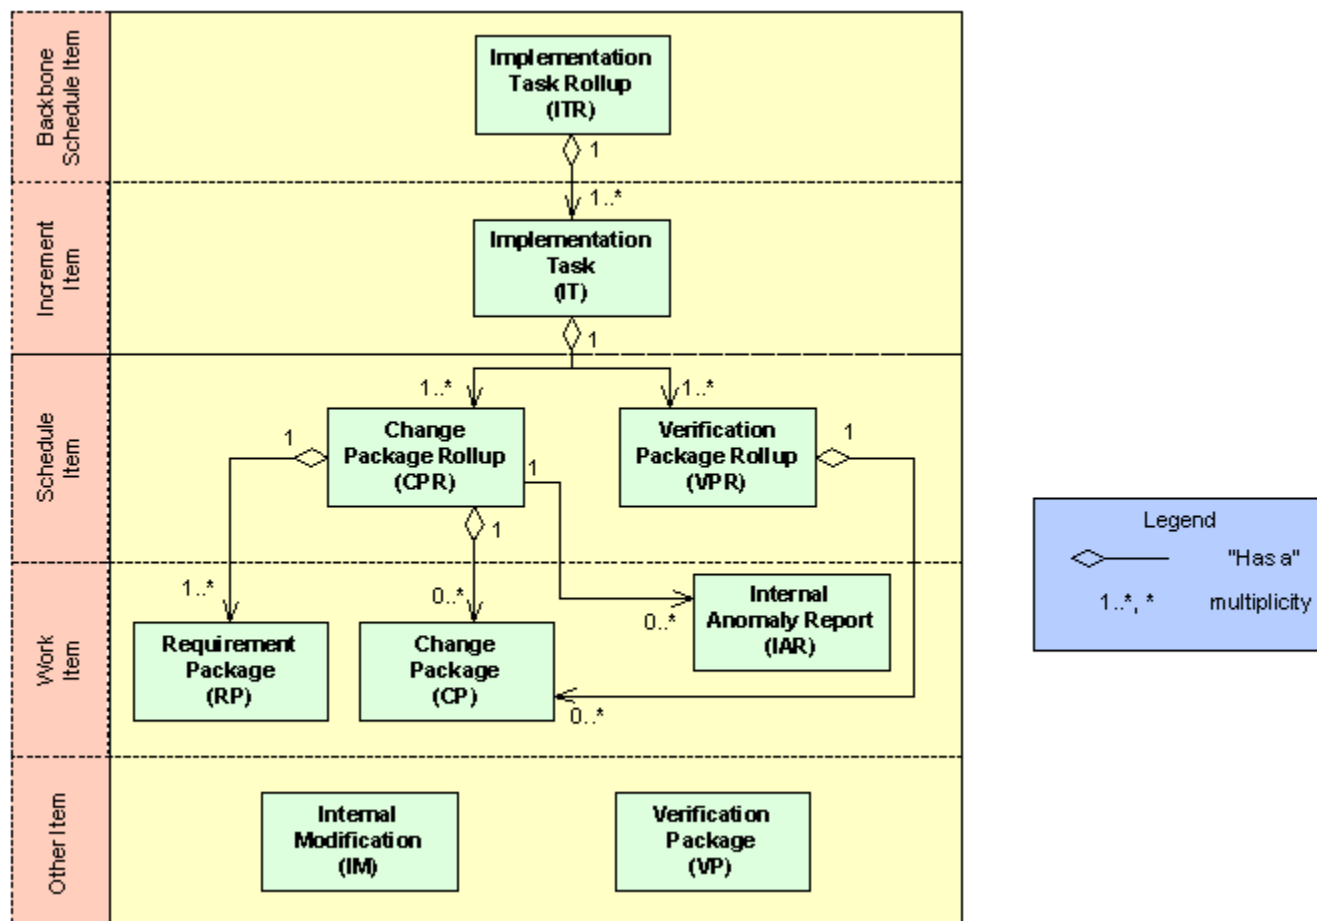 Backbone
Schedule Item
Implementation
Task Rollup
(ITR)
1
1..*
Increment
Item
Implementation
Task
(IT)
1
1..*
1..*
Schedule
Item
1
Change
Package Rollup
(CPR)
1
1
Verification
Package Rollup
(VPR)
1
Legend
"Has a"
1..*, *
multiplicity
Work
Item
1..*
0..*
0..*
0..*
Requirement
Package
(RP)
Change
Package
(CP)
Internal
Anomaly Report
(IAR)
Other Item
Internal
Modification
(IM)
Verification
Package
(VP)